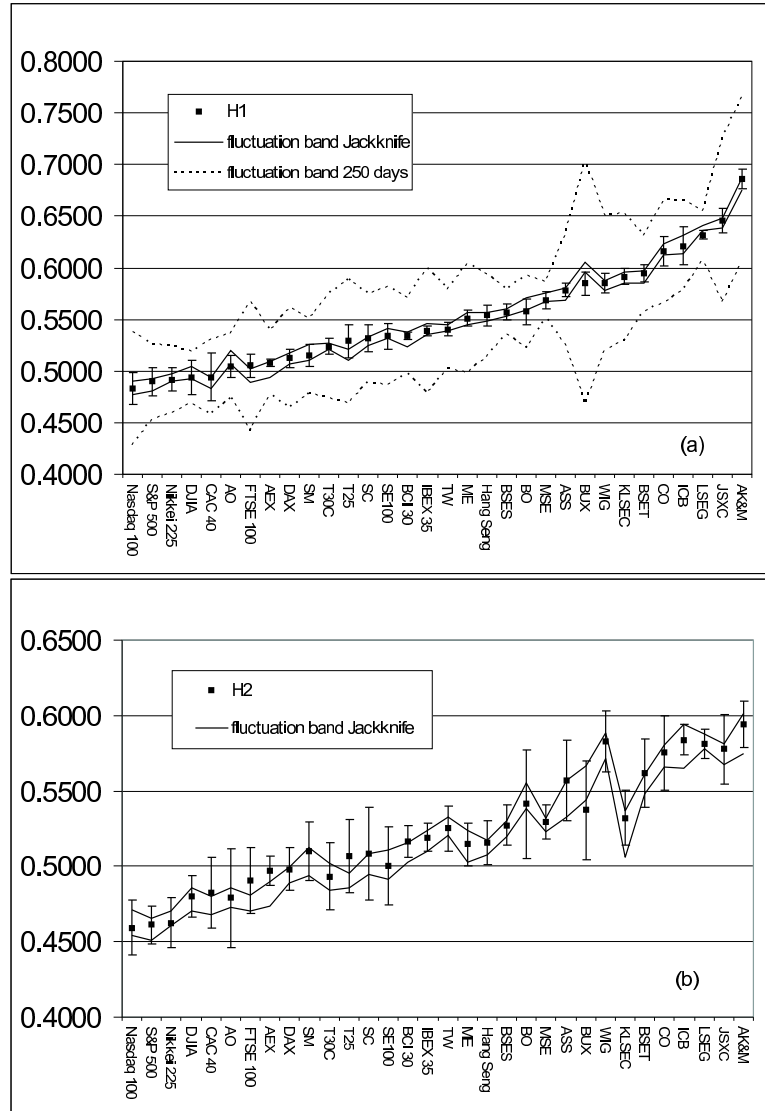 0.8000
0.7500
0.7000
0.6500
0.6000
0.5500
0.5000
0.4500
0.4000
H1
fluctuation band Jackknife
fluctuation band 250 days
(a)
Nasdaq 100
S&P 500
Nikkei 225
DJIA
CAC 40
AO
FTSE 100
AEX
DAX
SM
T30C
T25
SC
SE100
BCI 30
IBEX 35
TW
ME
Hang Seng
BSES
BO
MSE
ASS
BUX
WIG
KLSEC
BSET
CO
ICB
LSEG
JSXC
AK&M
0.6500
0.6000
0.5500
0.5000
0.4500
0.4000
H2
fluctuation band Jackknife
(b)
Nasdaq 100
S&P 500
Nikkei 225
DJIA
CAC 40
AO
FTSE 100
AEX
DAX
SM
T30C
T25
SC
SE100
BCI 30
IBEX 35
TW
ME
Hang Seng
BSES
BO
MSE
ASS
BUX
WIG
KLSEC
BSET
CO
ICB
LSEG
JSXC
AK&M